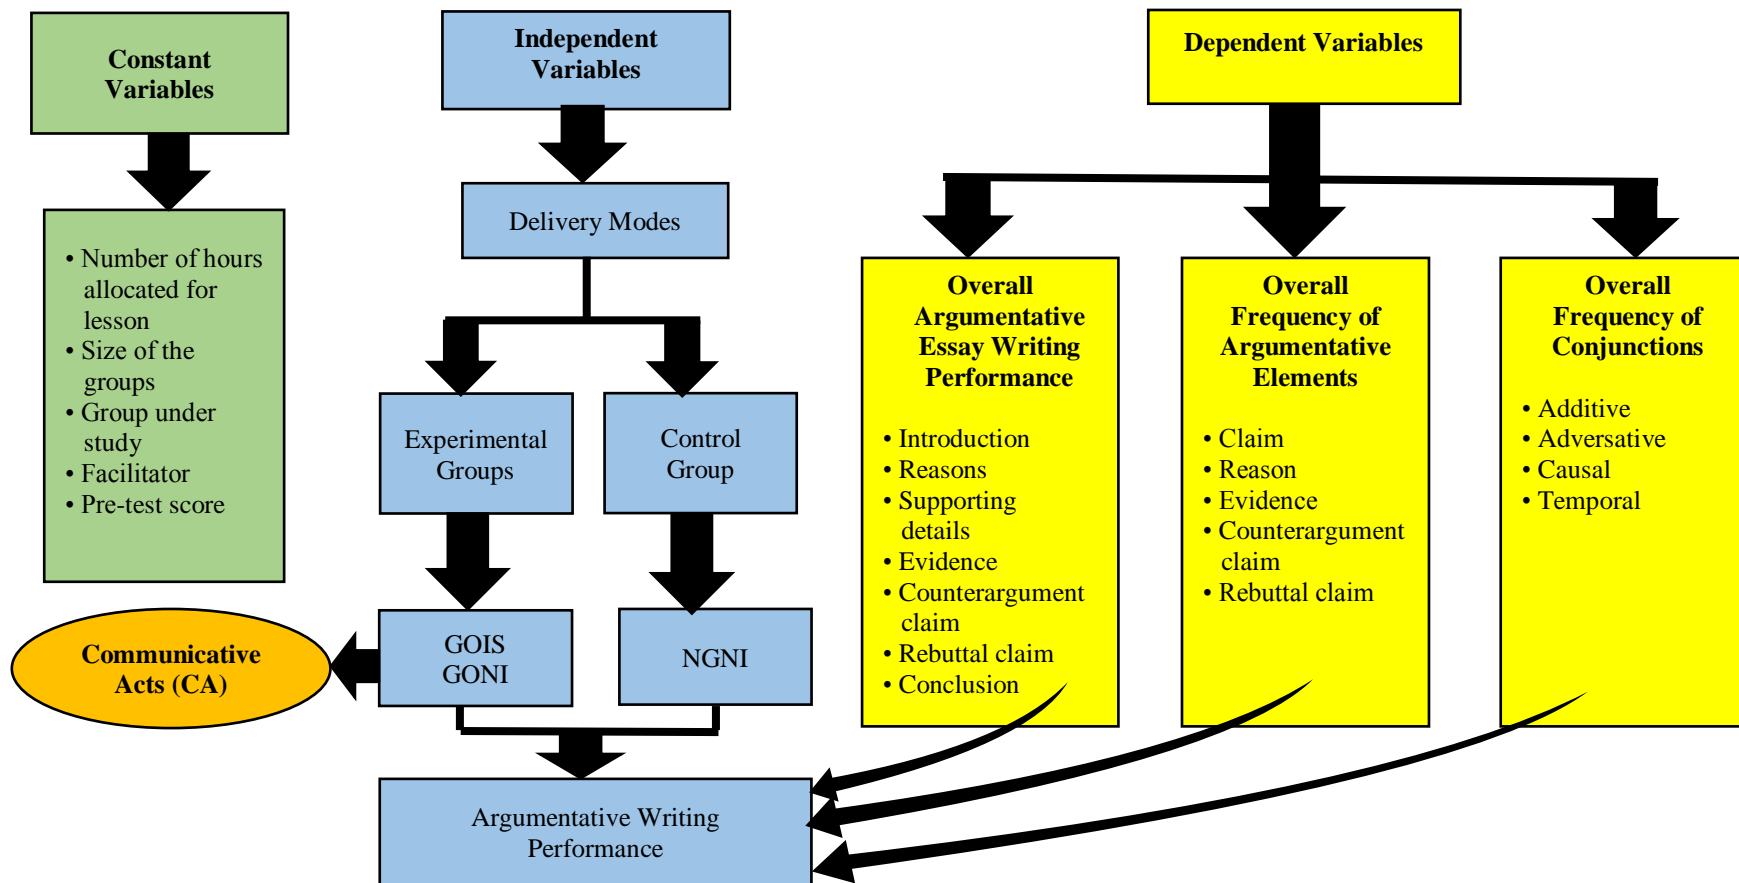 Constant
Variables
• Number of hours
allocated for
lesson
• Size of the
groups
• Group under
study
• Facilitator
• Pre-test score
Independent
Variables
Delivery Modes
Experimental
Groups
Control
Group
GOIS
GONI
NGNI
Communicative
Acts (CA)
Argumentative Writing
Performance
Dependent Variables
Overall
Argumentative
Essay Writing
Performance
• Introduction
• Reasons
• Supporting
details
• Evidence
• Counterargument
claim
• Rebuttal claim
• Conclusion
Overall
Frequency of
Argumentative
Elements
• Claim
• Reason
• Evidence
• Counterargument
claim
• Rebuttal claim
Overall
Frequency of
Conjunctions
• Additive
• Adversative
• Causal
• Temporal